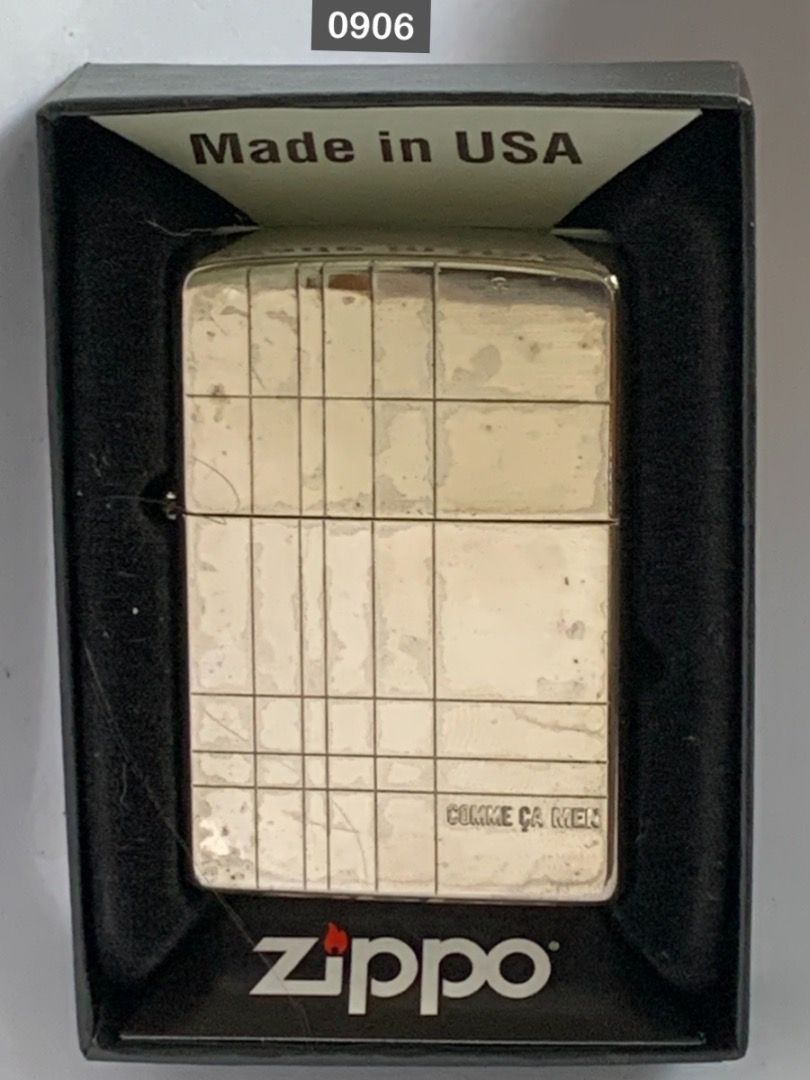 0906
Made in USA
COMME ÇA MEN
zippo